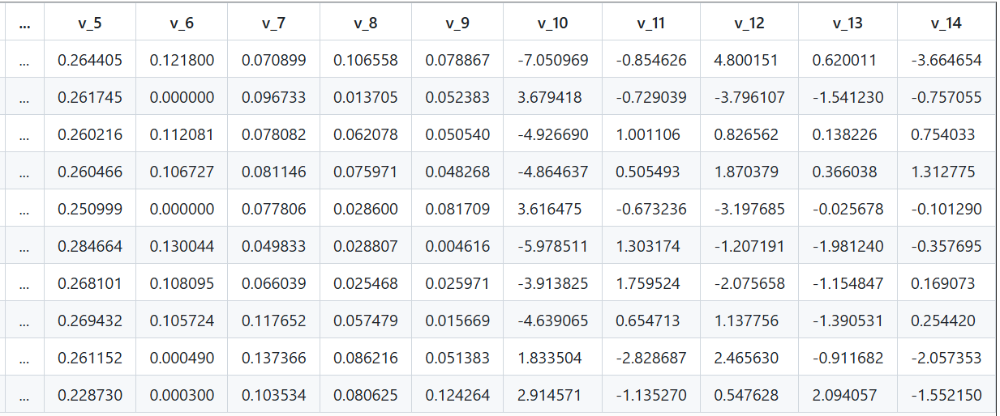 ... v_5 v_6 v_7 v_8 v_9 v_10 v_11 v_12 v_13 v_14
... 0.264405 0.121800 0.070899 0.106558 0.078867 -7.050969 -0.854626 4.800151 0.620011 -3.664654
... 0.261745 0.000000 0.096733 0.013705 0.052383 3.679418 -0.729039 -3.796107 -1.541230 -0.757055
... 0.260216 0.112081 0.078082 0.062078 0.050540 -4.926690 1.001106 0.826562 0.138226 0.754033
... 0.260466 0.106727 0.081146 0.075971 0.048268 -4.864637 0.505493 1.870379 0.366038 1.312775
... 0.250999 0.000000 0.077806 0.028600 0.081709 3.616475 -0.673236 -3.197685 -0.025678 -0.101290
... 0.284664 0.130044 0.049833 0.028807 0.004616 -5.978511 1.303174 -1.207191 -1.981240 -0.357695
... 0.268101 0.108095 0.066039 0.025468 0.025971 -3.913825 1.759524 -2.075658 -1.154847 0.169073
... 0.269432 0.105724 0.117652 0.057479 0.015669 -4.639065 0.654713 1.137756 -1.390531 0.254420
... 0.261152 0.000490 0.137366 0.086216 0.051383 1.833504 -2.828687 2.465630 -0.911682 -2.057353
... 0.228730 0.000300 0.103534 0.080625 0.124264 2.914571 -1.135270 0.547628 2.094057 -1.552150